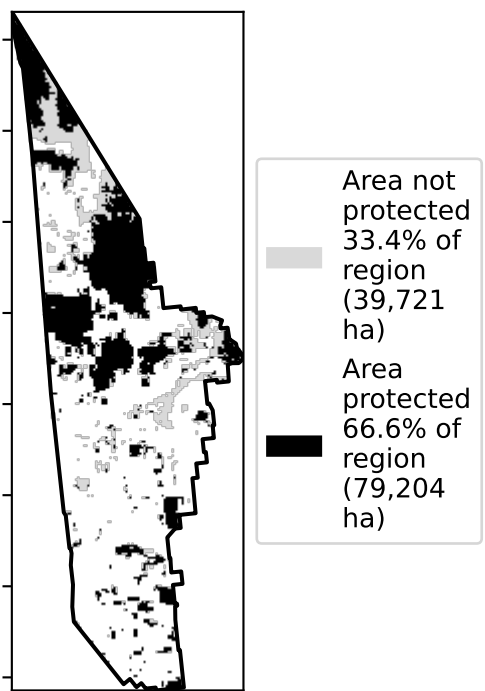 Area not
protected
33.4% of
region
(39,721
ha)
Area
protected
66.6% of
region
(79,204
ha)